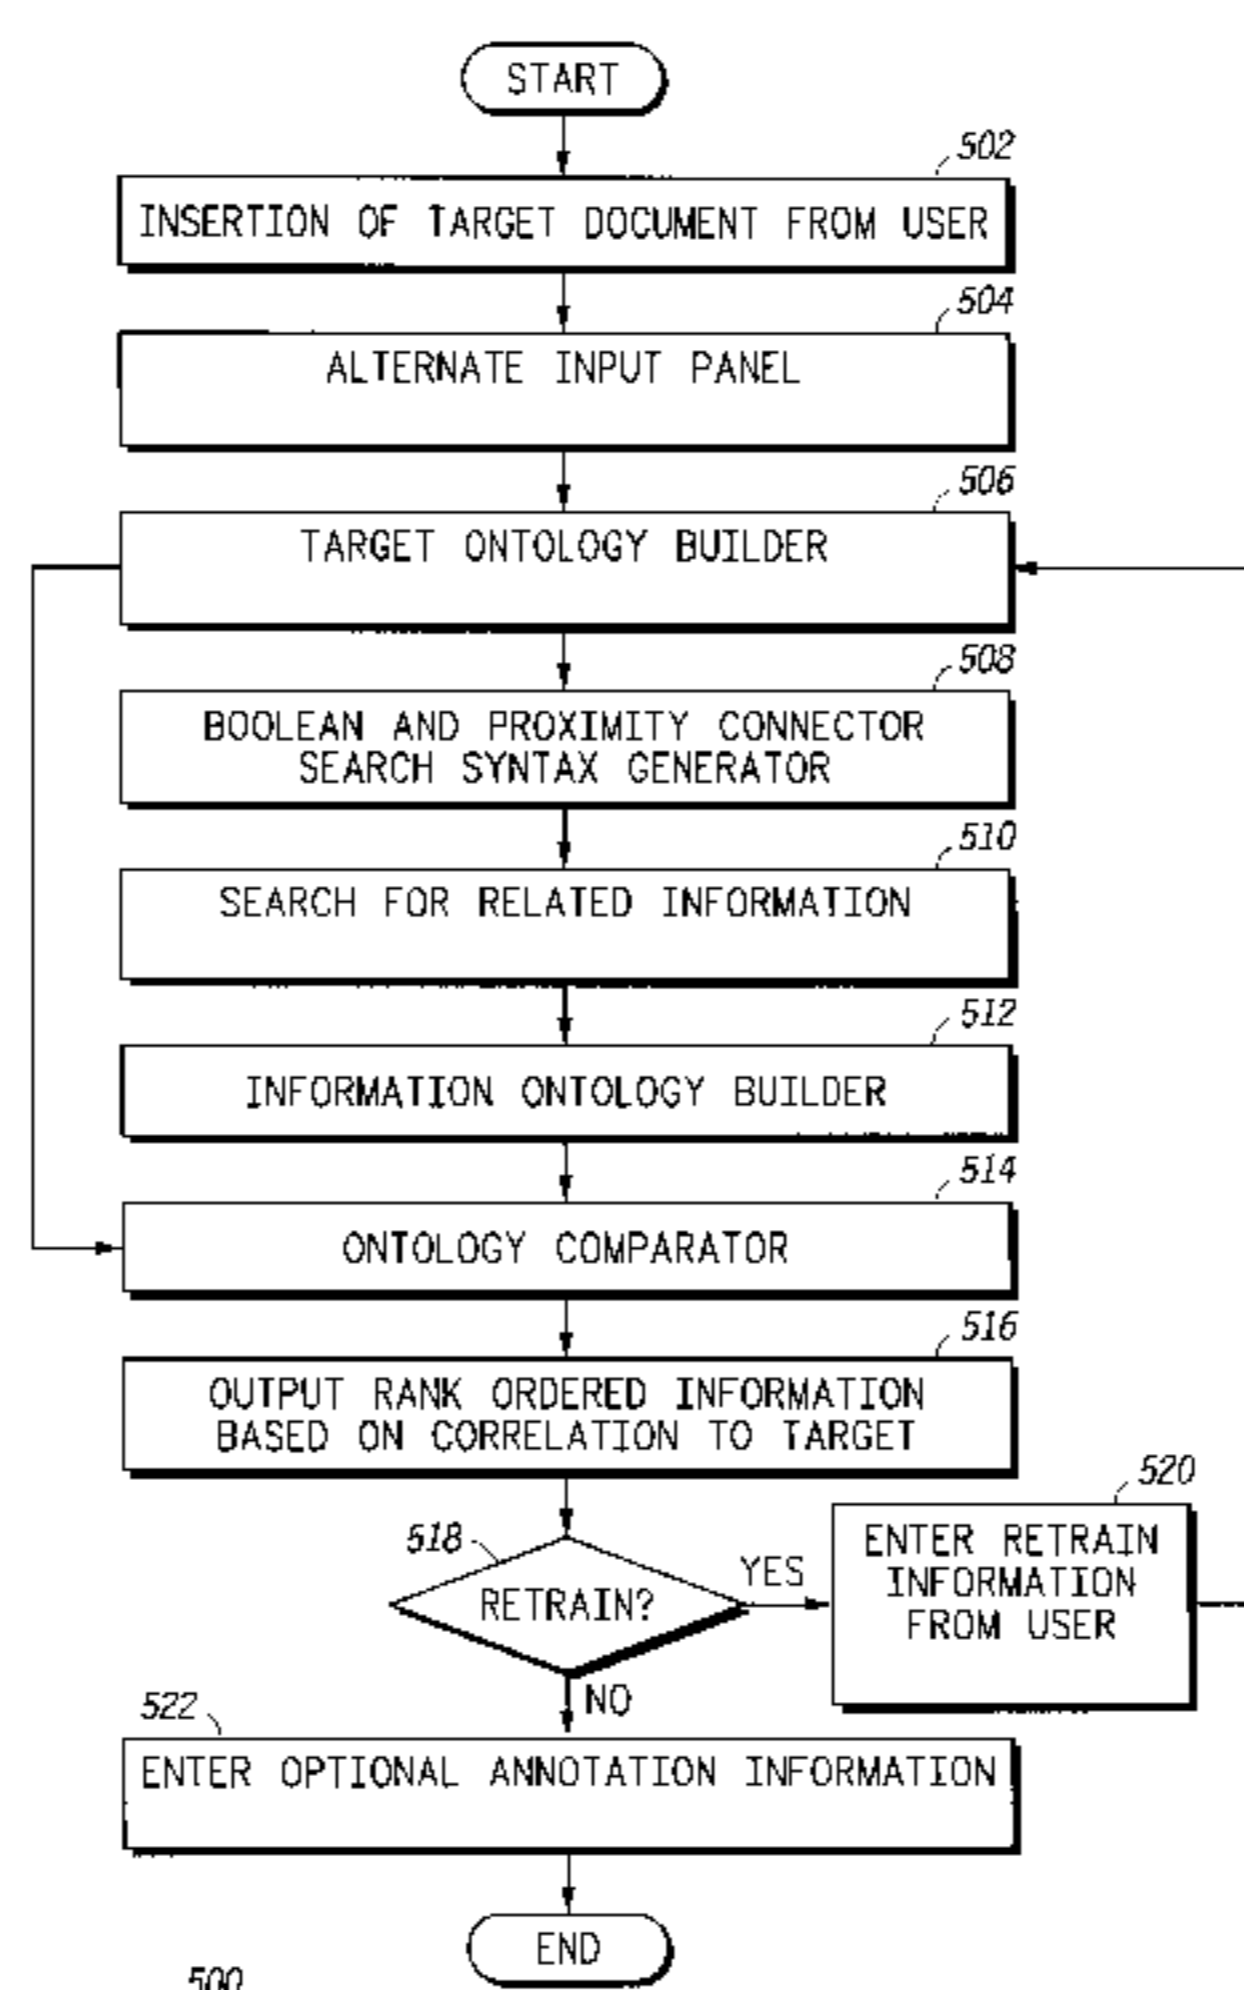 START
502
INSERTION OF TARGET DOCUMENT FROM USER
504
ALTERNATE INPUT PANEL
506
TARGET ONTOLOGY BUILDER
508
BOOLEAN AND PROXIMITY CONNECTOR
SEARCH SYNTAX GENERATOR
510
SEARCH FOR RELATED INFORMATION
512
INFORMATION ONTOLOGY BUILDER
514
ONTOLOGY COMPARATOR
516
OUTPUT RANK ORDERED INFORMATION
BASED ON CORRELATION TO TARGET
518
RETRAIN?
YES
520
ENTER RETRAIN
INFORMATION
FROM USER
NO
522
ENTER OPTIONAL ANNOTATION INFORMATION
END
500